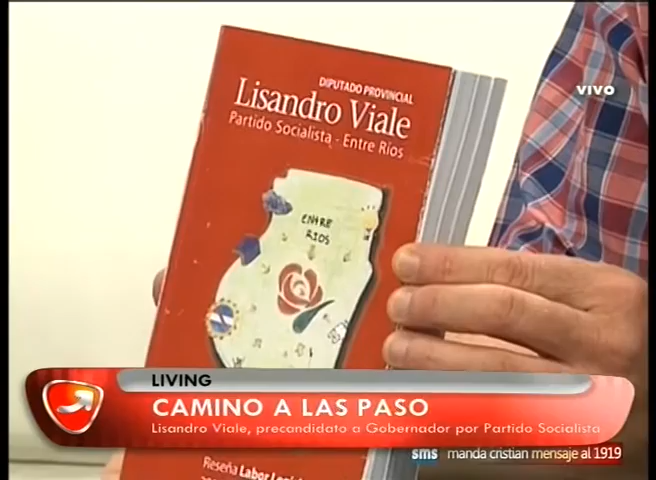 DIPUTADO PROVINCIAL
Lisandro Viale
Partido Socialista - Entre Ríos
VIVO
ENTRE
RIOS
LIVING
CAMINO A LAS PASO
Lisandro Viale, precandidato a Gobernador por Partido Socialista
sms manda cristian mensaje al 1919
Reseña Labor